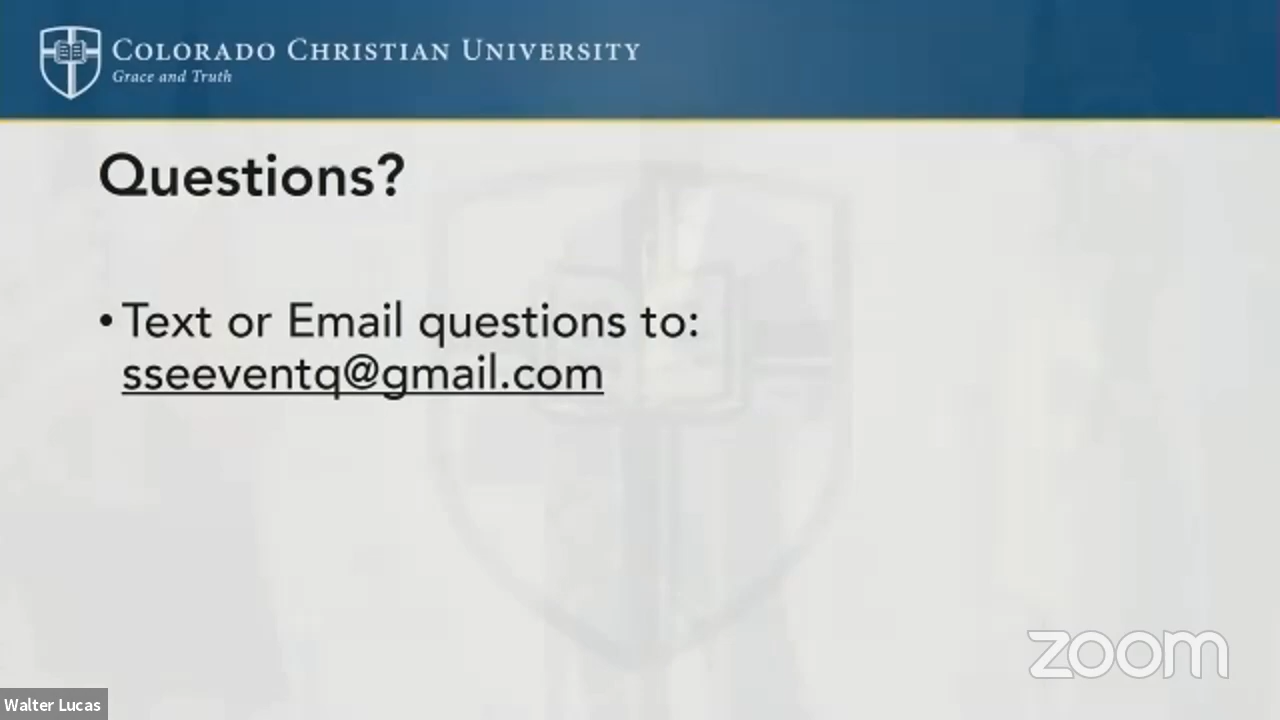 COLORADO CHRISTIAN UNIVERSITY
Grace and Truth
Questions?
• Text or Email questions to:
sseeventq@gmail.com
zoom
Walter Lucas